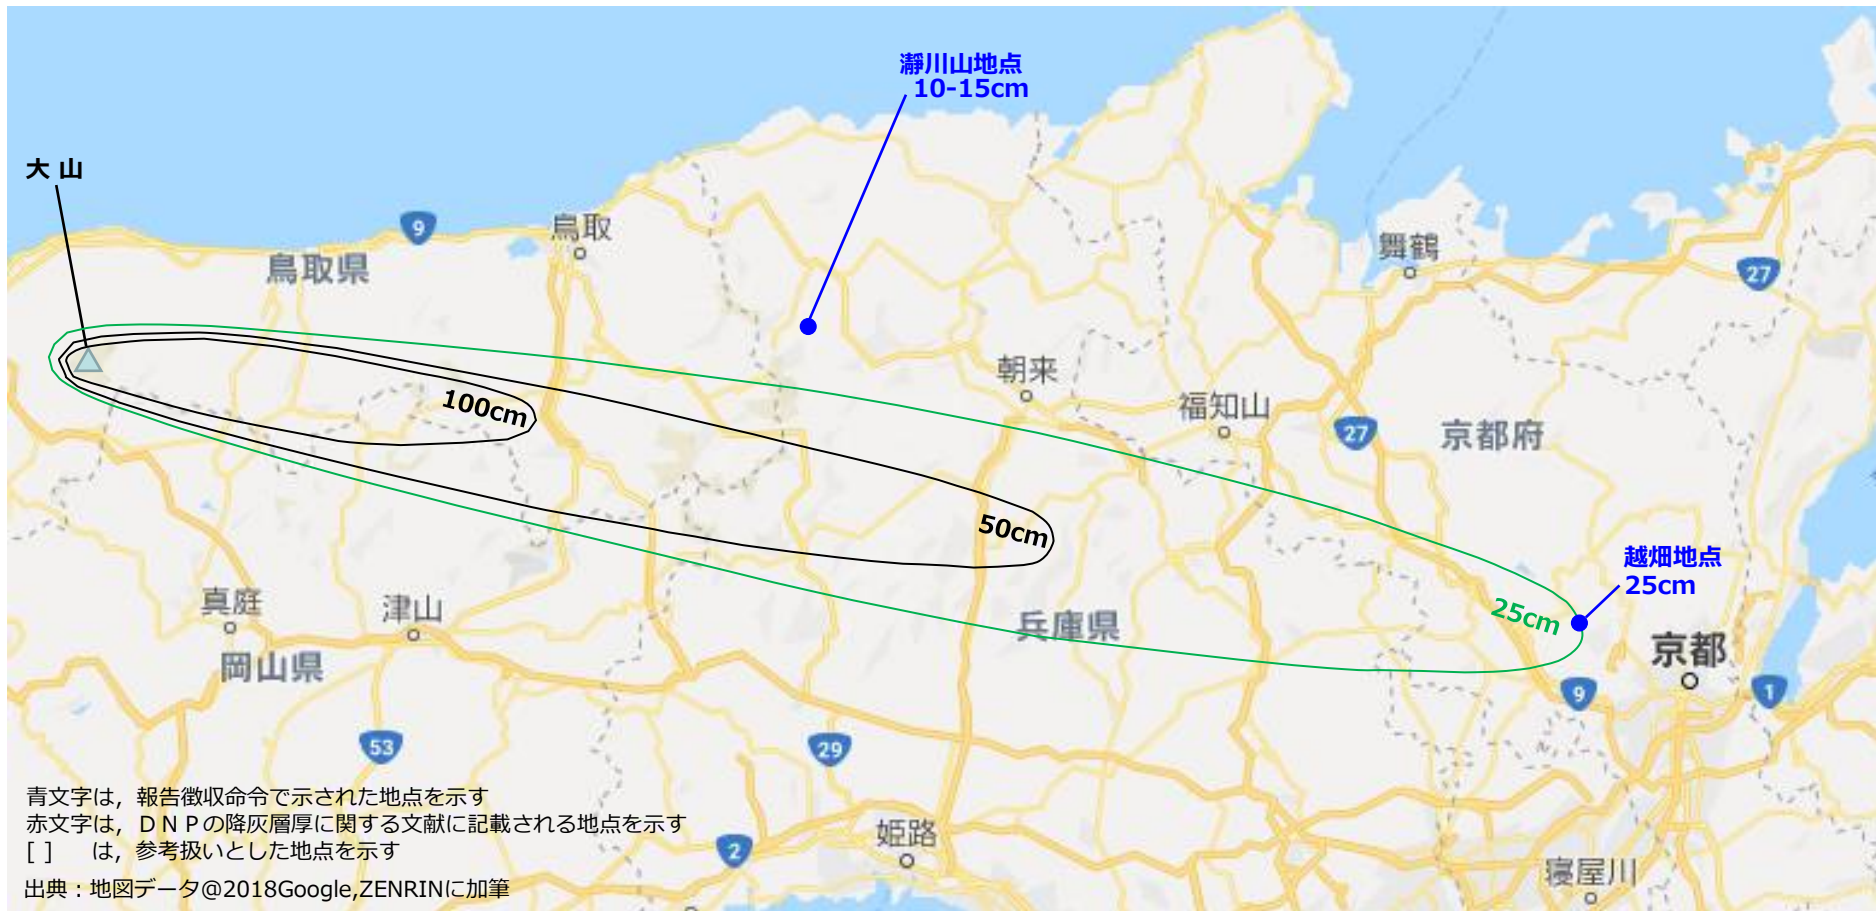 瀞川山地点
10-15cm
大 山
9
鳥取
鳥取県
舞鶴
27
朝来
100cm
福知山
27
京都府
50cm
越畑地点
25cm
25cm
真庭
津山
兵庫県
京都
岡山県
9
1
53
29
青文字は，報告徴収命令で示された地点を示す
赤文字は，ＤＮＰの降灰層厚に関する文献に記載される地点を示す
[ ]　は，参考扱いとした地点を示す
2
姫路
寝屋川
出典：地図データ@2018Google,ZENRINに加筆